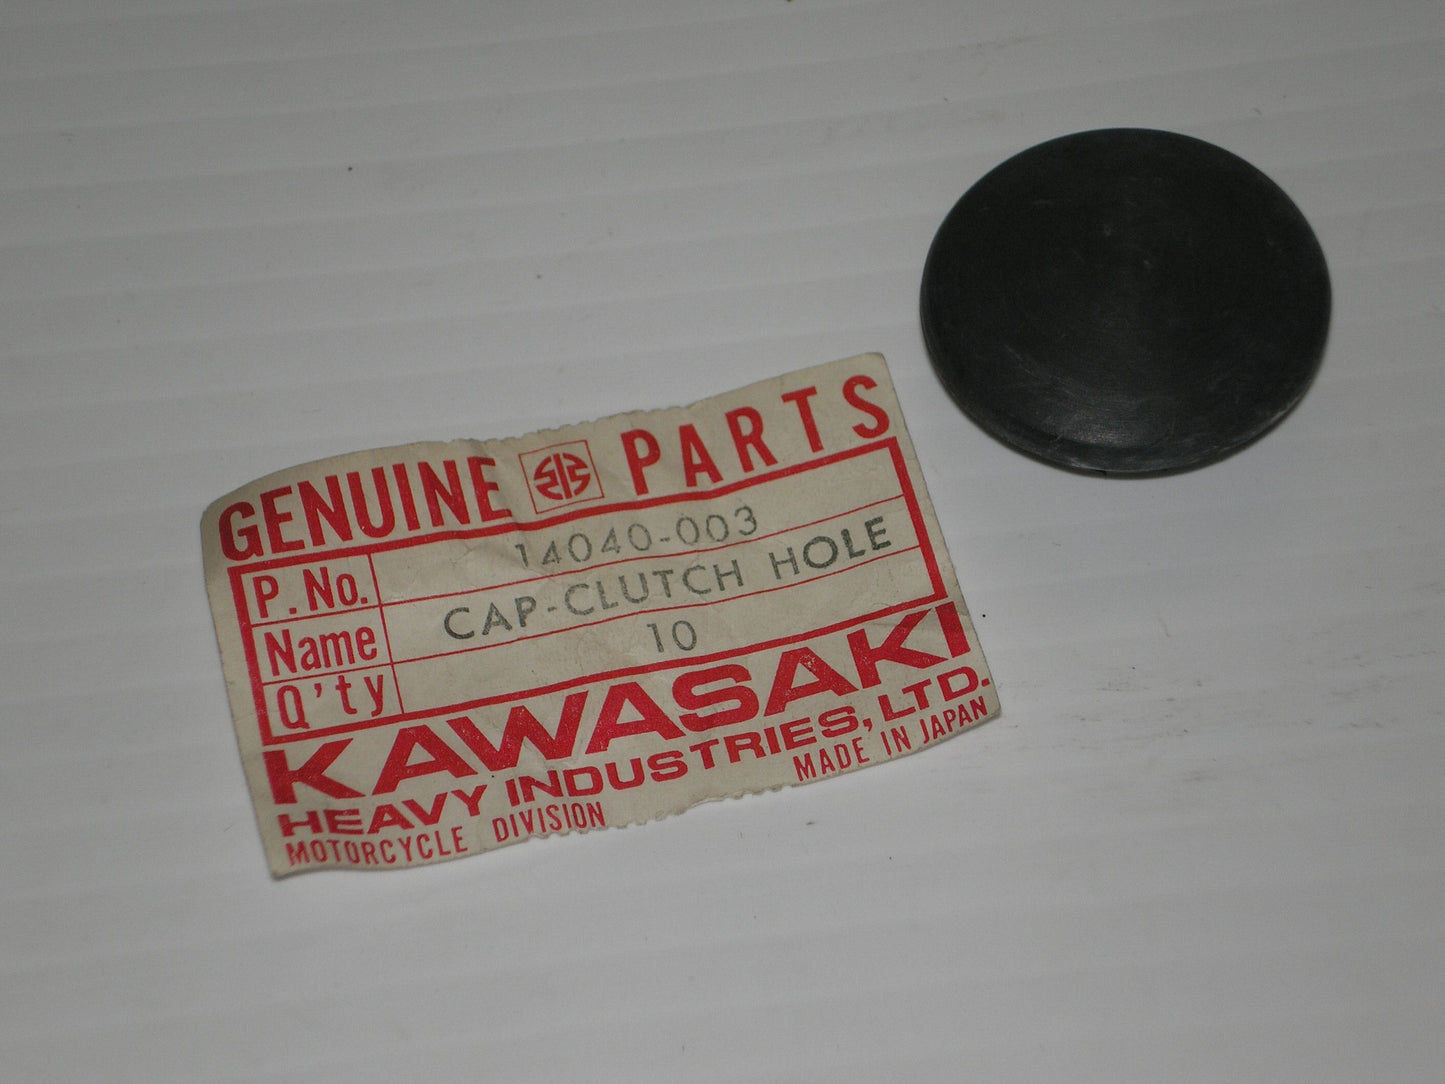 GENUINE PARTS
P. No. 14040-003
Name CAP-CLUTCH HOLE
Q'ty 10
KAWASAKI
HEAVY INDUSTRIES, LTD.
MOTORCYCLE DIVISION MADE IN JAPAN